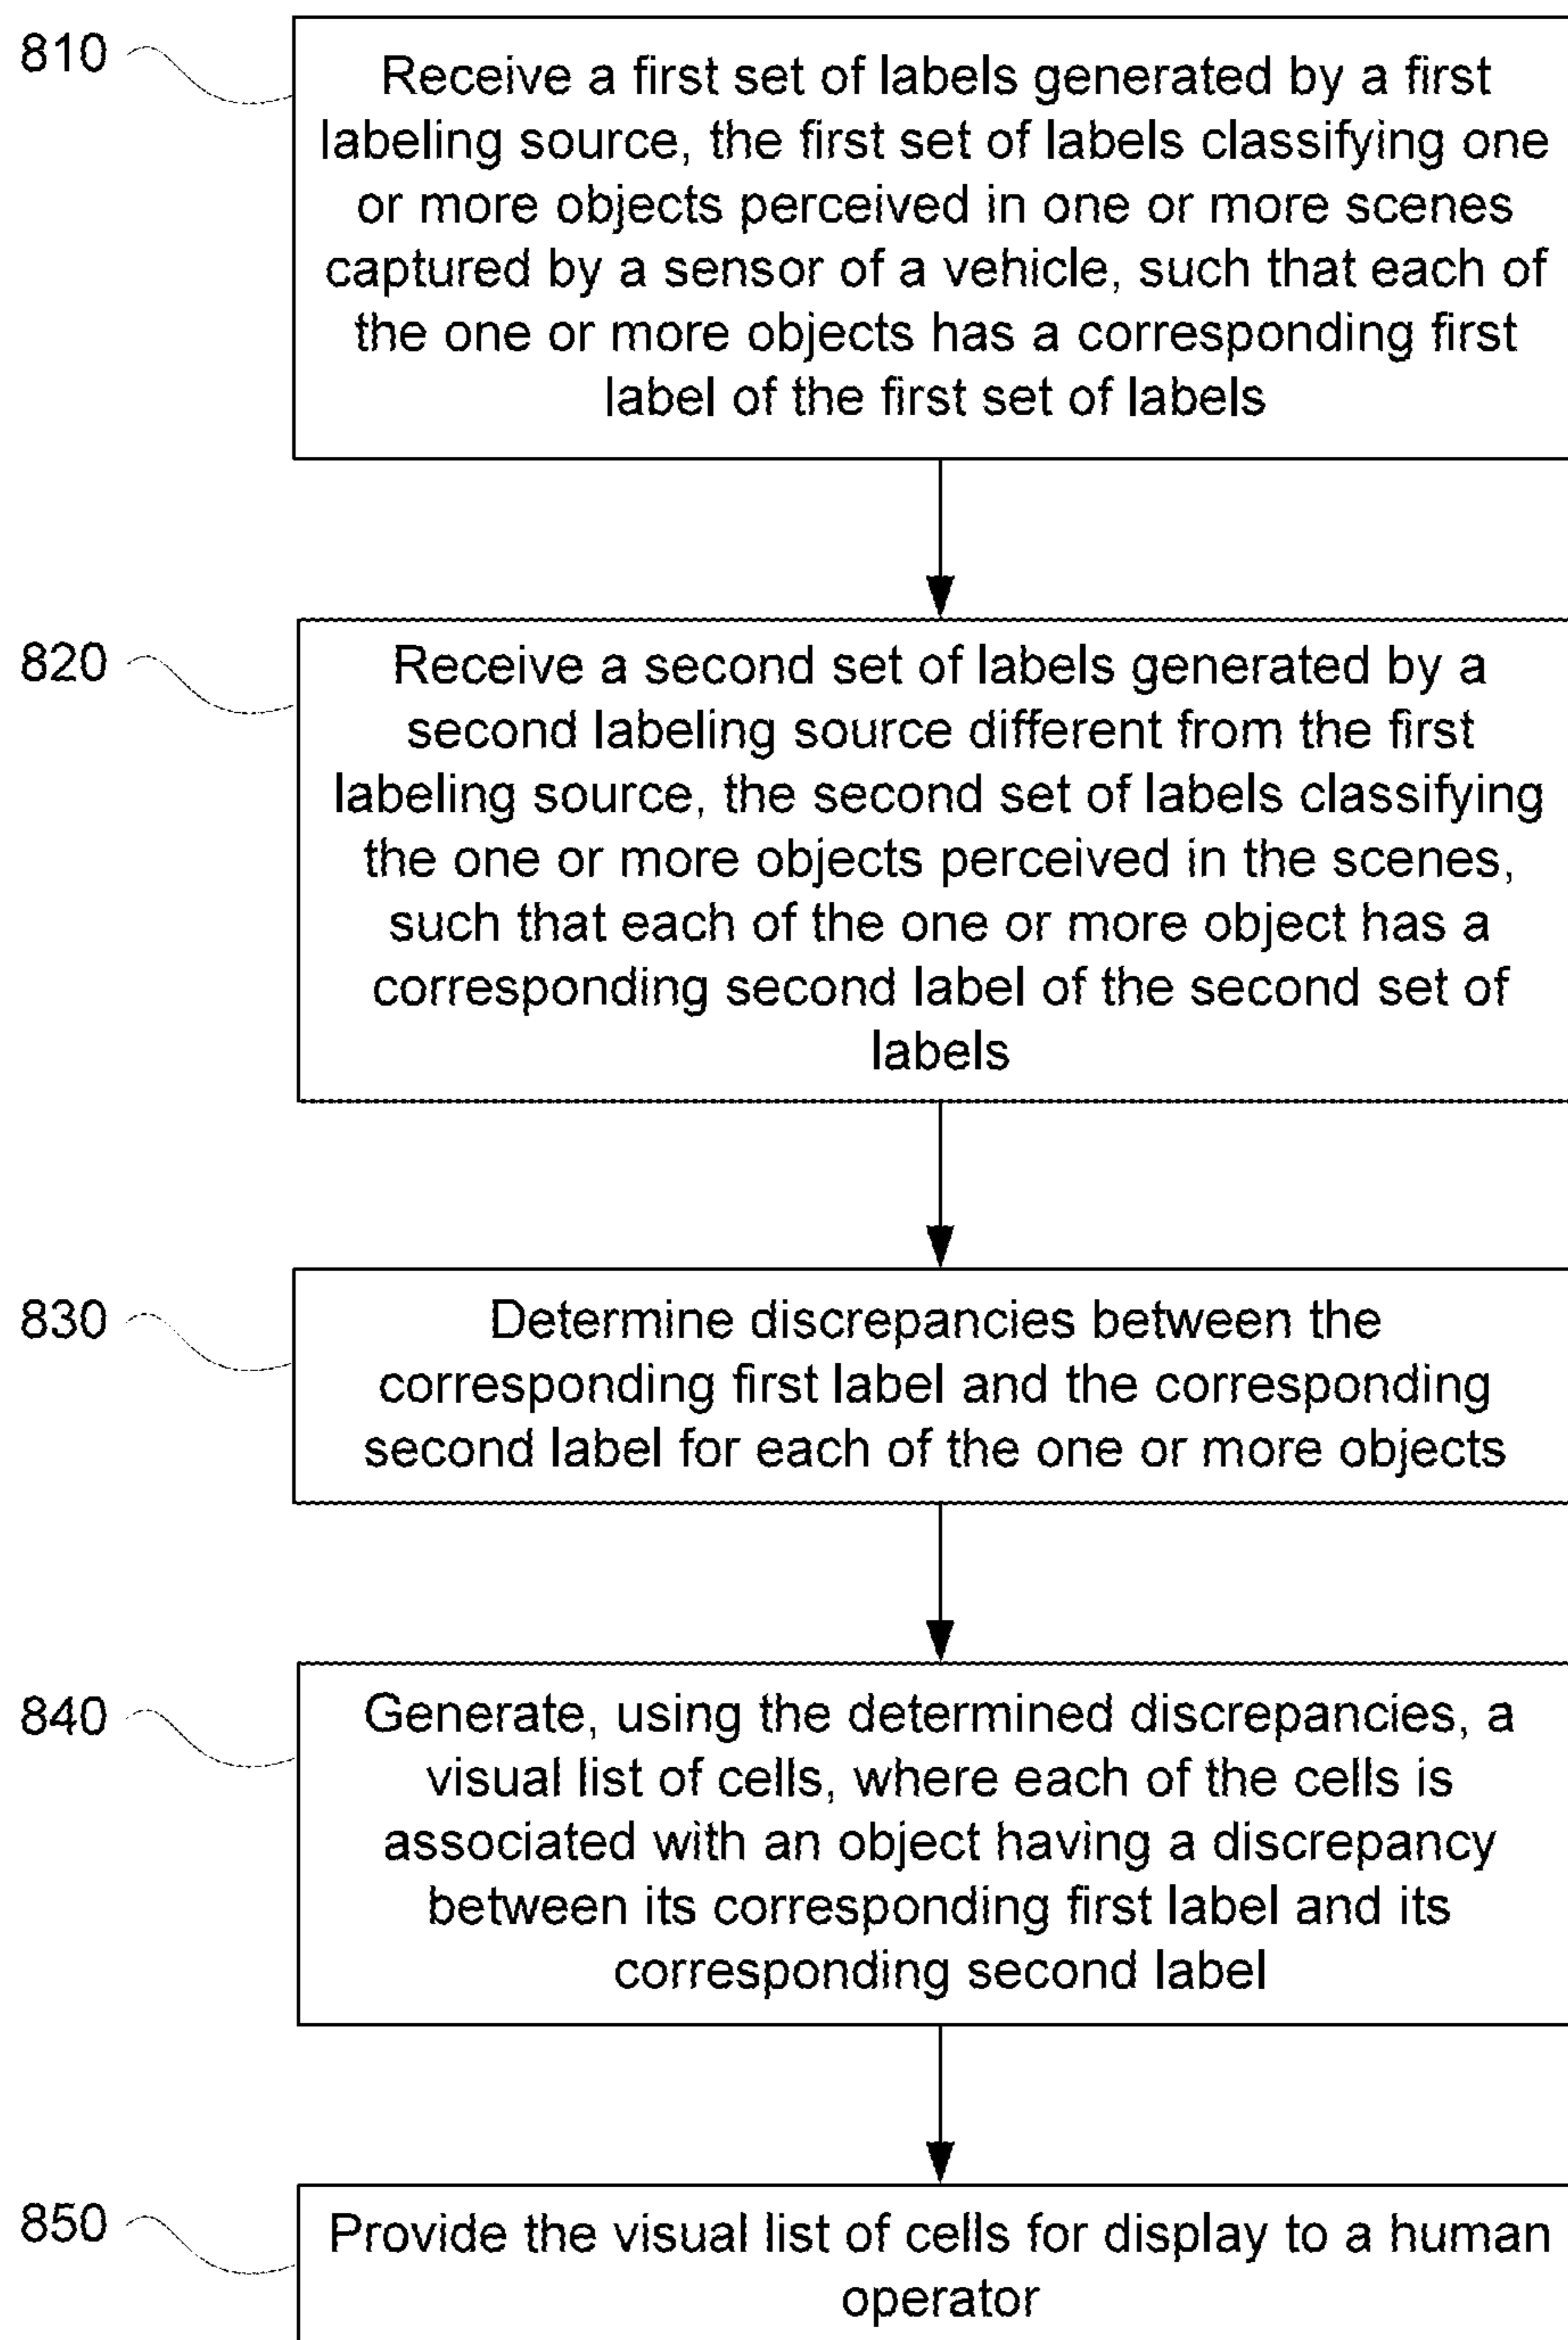 810
Receive a first set of labels generated by a first
labeling source, the first set of labels classifying one
or more objects perceived in one or more scenes
captured by a sensor of a vehicle, such that each of
the one or more objects has a corresponding first
label of the first set of labels
820
Receive a second set of labels generated by a
second labeling source different from the first
labeling source, the second set of labels classifying
the one or more objects perceived in the scenes,
such that each of the one or more object has a
corresponding second label of the second set of
labels
830
Determine discrepancies between the
corresponding first label and the corresponding
second label for each of the one or more objects
840
Generate, using the determined discrepancies, a
visual list of cells, where each of the cells is
associated with an object having a discrepancy
between its corresponding first label and its
corresponding second label
850
Provide the visual list of cells for display to a human
operator